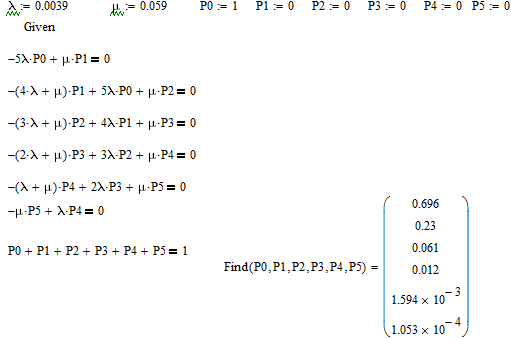 λ := 0.0039 μ := 0.059 P0 := 1 P1 := 0 P2 := 0 P3 := 0 P4 := 0 P5 := 0
Given
−5λ·P0 + μ·P1 = 0
−(4·λ + μ)·P1 + 5λ·P0 + μ·P2 = 0
−(3·λ + μ)·P2 + 4λ·P1 + μ·P3 = 0
−(2·λ + μ)·P3 + 3λ·P2 + μ·P4 = 0
−(λ + μ)·P4 + 2λ·P3 + μ·P5 = 0
−μ·P5 + λ·P4 = 0
P0 + P1 + P2 + P3 + P4 + P5 = 1
Find(P0,P1,P2,P3,P4,P5) =
0.696
0.23
0.061
0.012
1.594 × 10^−3
1.053 × 10^−4